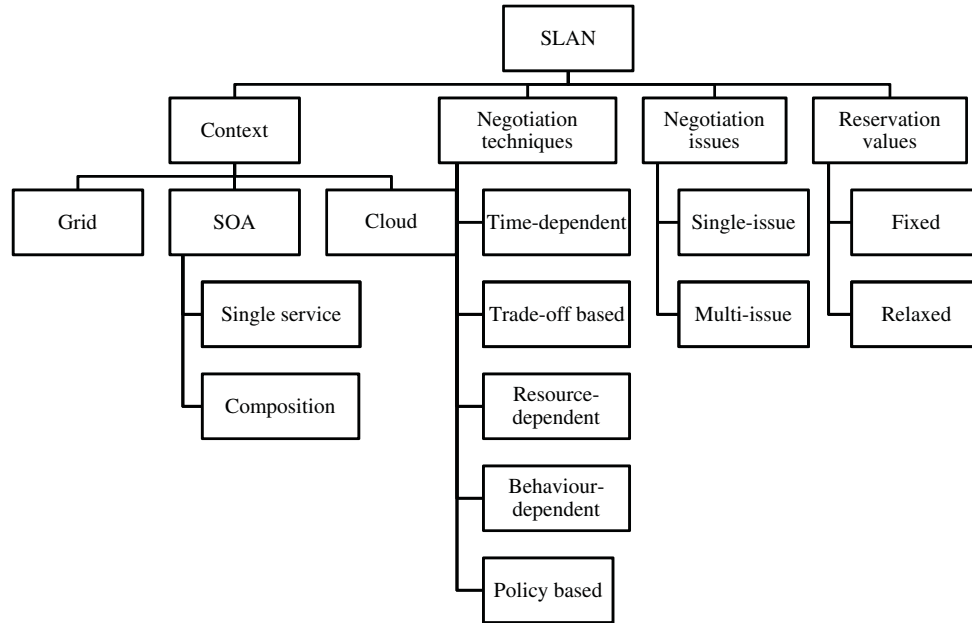 SLAN
Context
Negotiation
techniques
Negotiation
issues
Reservation
values
Grid
SOA
Cloud
Time-dependent
Single-issue
Fixed
Single service
Trade-off based
Multi-issue
Relaxed
Composition
Resource-
dependent
Behaviour-
dependent
Policy based